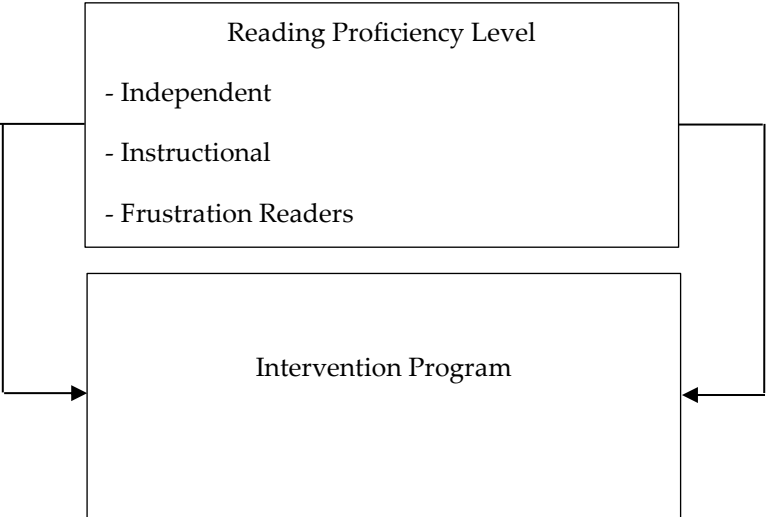 Reading Proficiency Level
- Independent
- Instructional
- Frustration Readers
Intervention Program